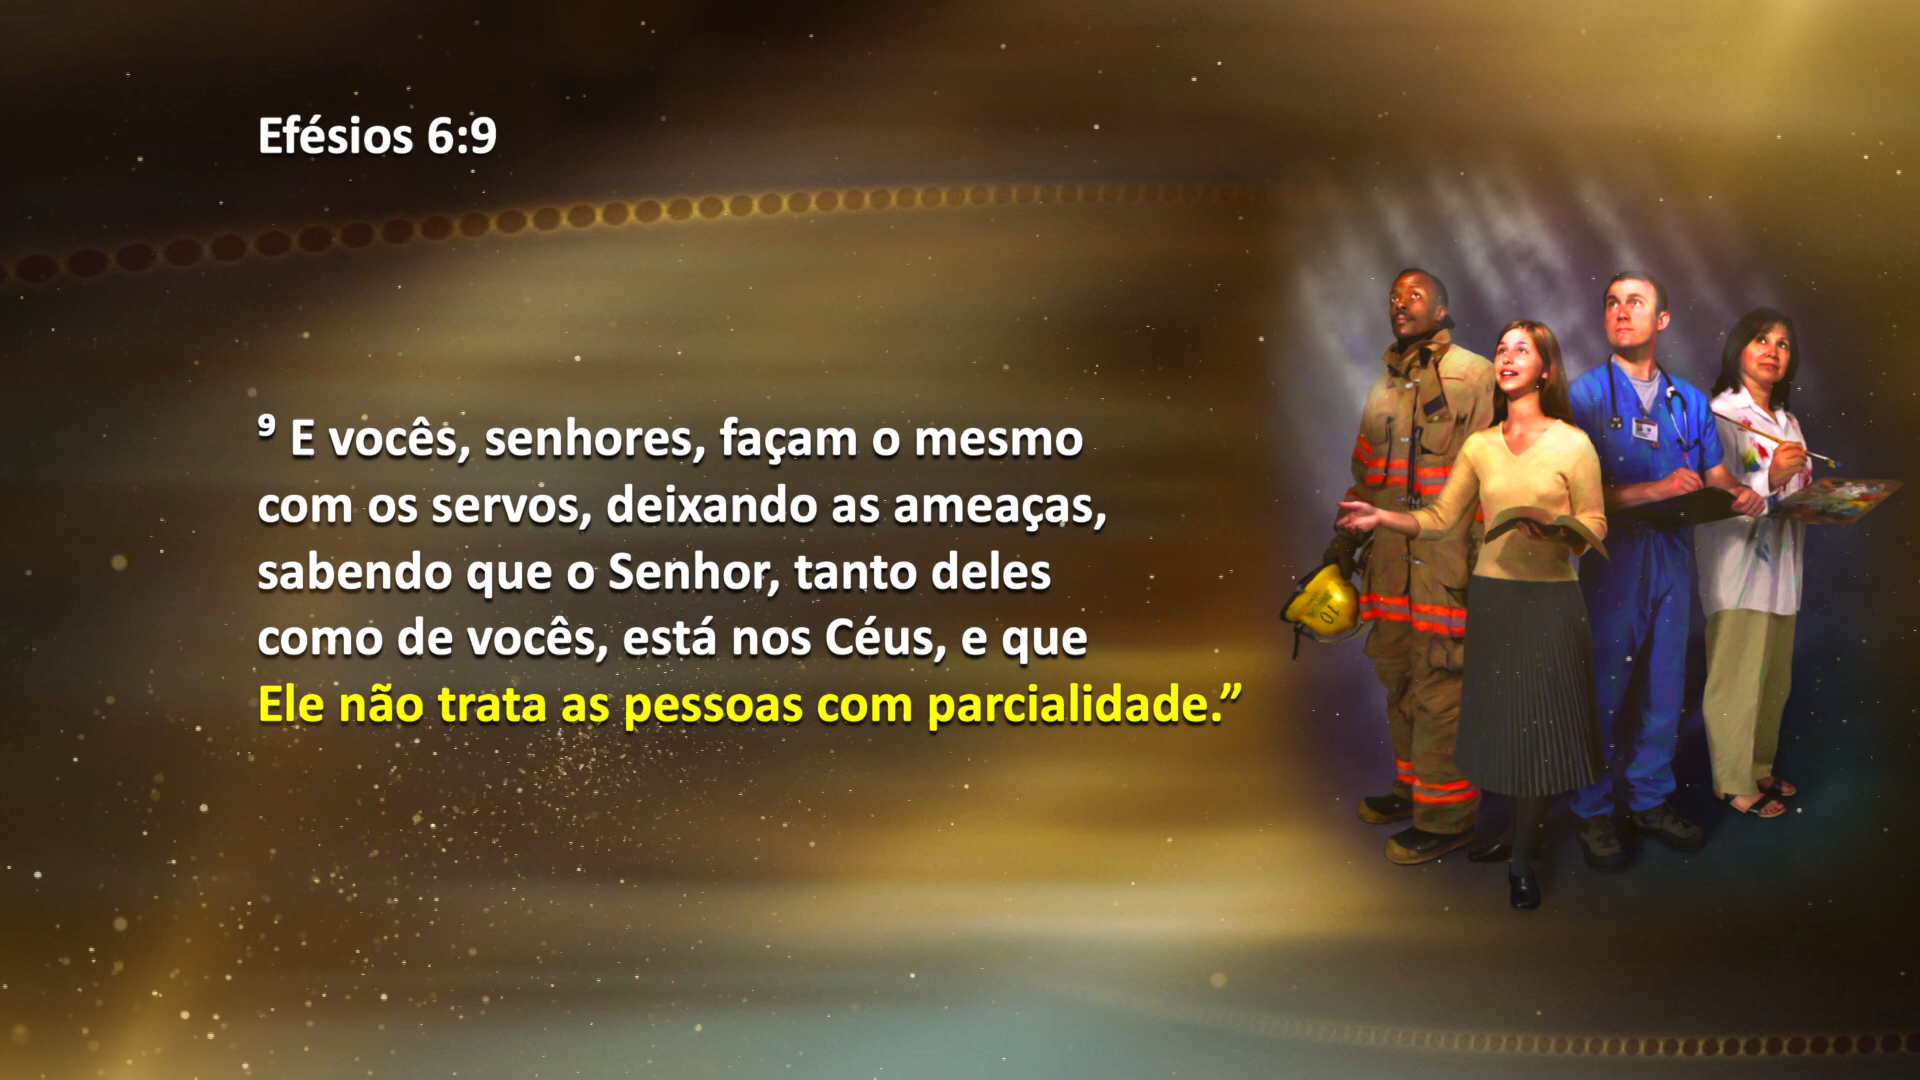 Efésios 6:9
⁹ E vocês, senhores, façam o mesmo
com os servos, deixando as ameaças,
sabendo que o Senhor, tanto deles
como de vocês, está nos Céus, e que
Ele não trata as pessoas com parcialidade.”
10